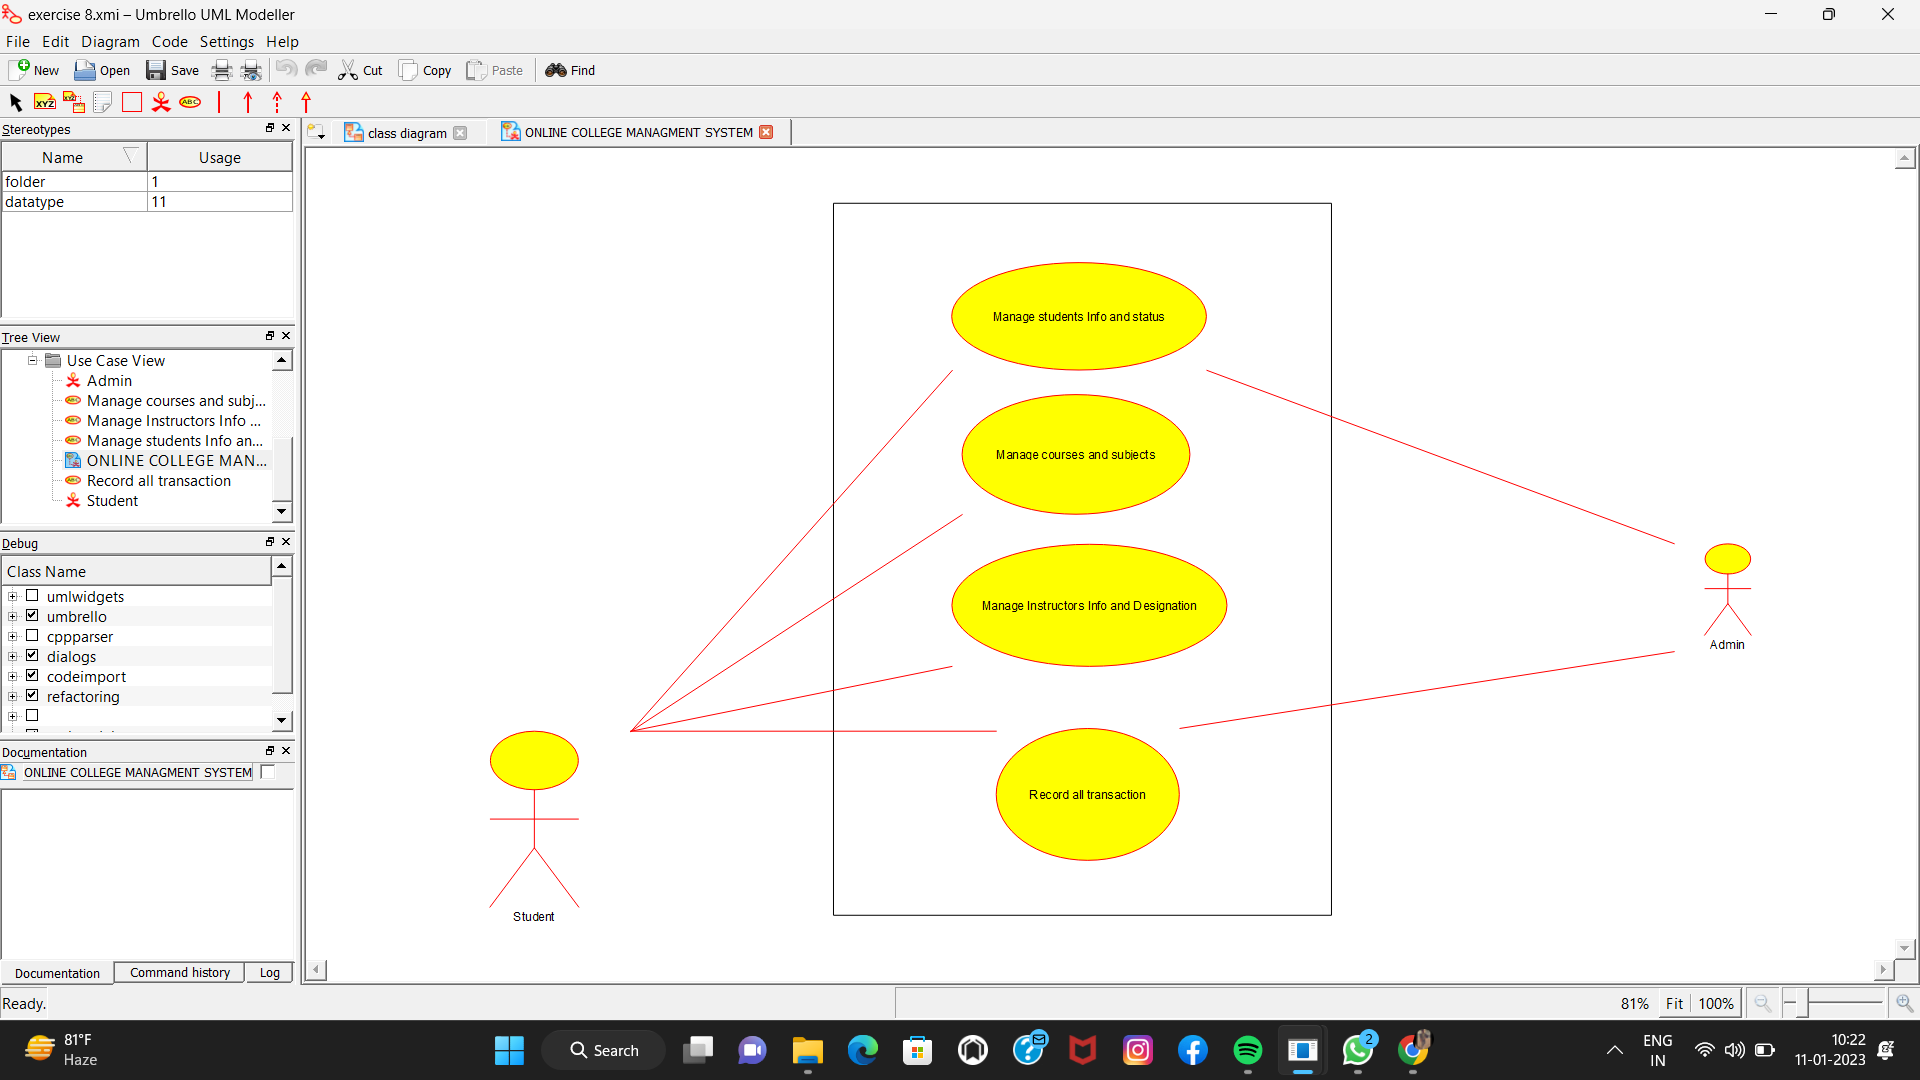 exercise 8.xmi – Umbrello UML Modeller
File Edit Diagram Code Settings Help
New Open Save Cut Copy Paste Find
XYZ XYZ ABC
Stereotypes
class diagram ONLINE COLLEGE MANAGMENT SYSTEM
Name Usage
folder 1
datatype 11
Tree View
Use Case View
Admin
Manage courses and subj...
Manage Instructors Info ...
Manage students Info an...
ONLINE COLLEGE MAN...
Record all transaction
Student
Debug
Class Name
umlwidgets
umbrello
cppparser
dialogs
codeimport
refactoring
Documentation
ONLINE COLLEGE MANAGMENT SYSTEM
Documentation Command history Log
Manage students Info and status
Manage courses and subjects
Manage Instructors Info and Designation
Record all transaction
Student
Admin
Ready.
81% Fit 100%
81°F
Haze
Search
2
ENG
IN
10:22
11-01-2023